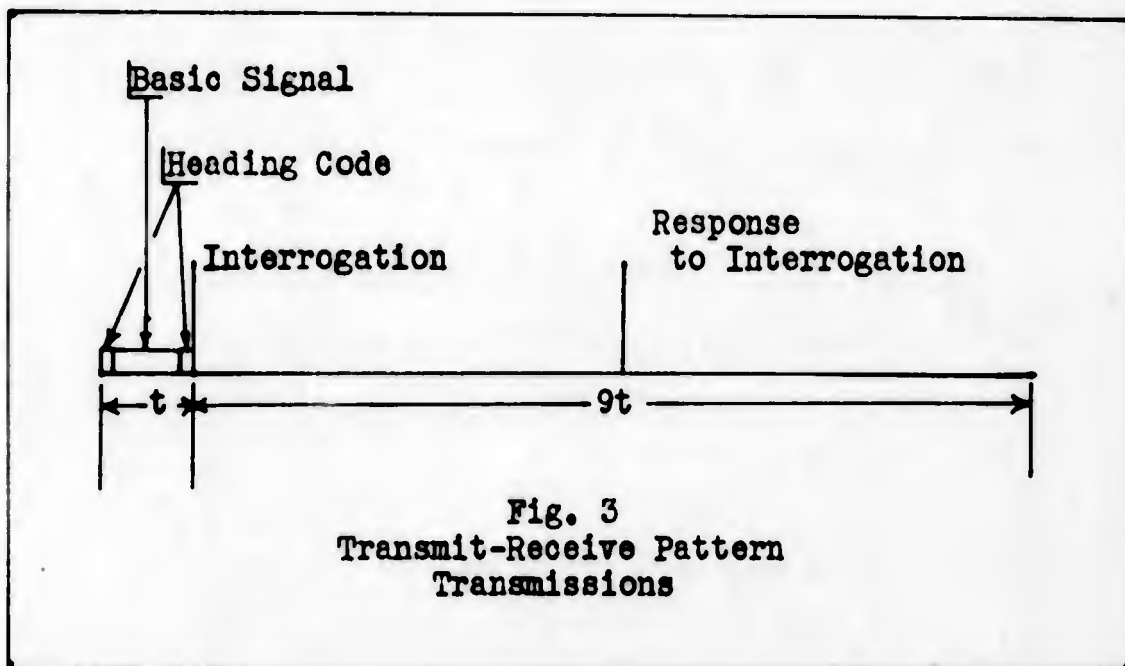 Basic Signal
Heading Code
Response
Interrogation
to Interrogation
t
9t
Fig. 3
Transmit-Receive Pattern
Transmissions